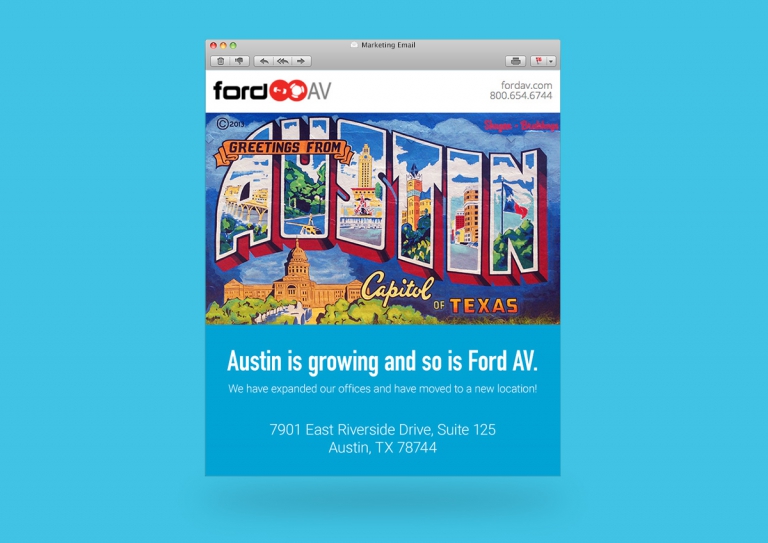 Marketing Email
ford AV
fordav.com
800.654.6744
©2013
GREETINGS FROM
AUSTIN
Capitol OF TEXAS
Austin is growing and so is Ford AV.
We have expanded our offices and have moved to a new location!
7901 East Riverside Drive, Suite 125
Austin, TX 78744